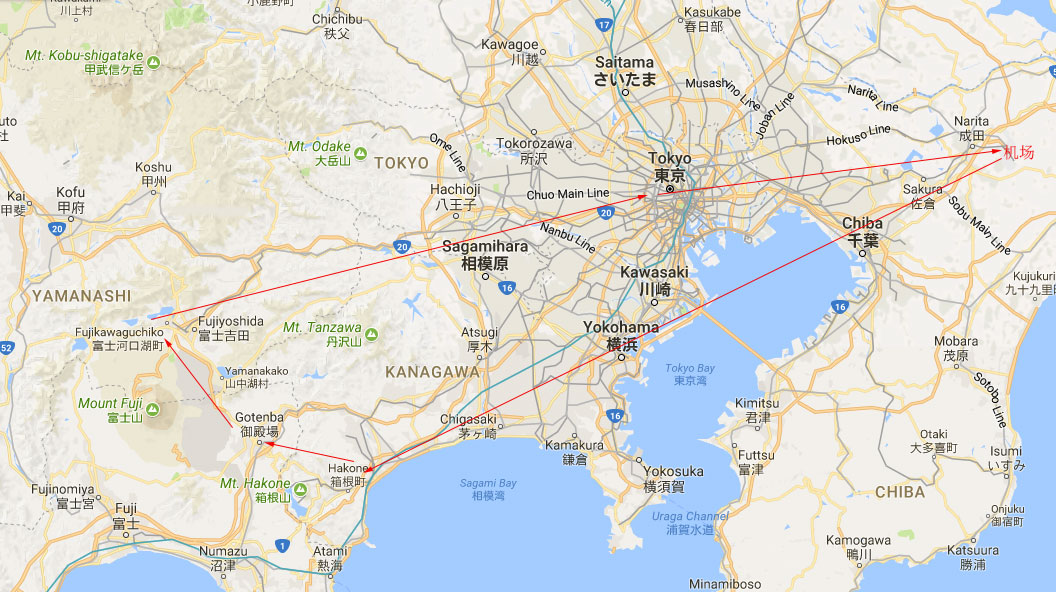 川上村
Chichibu
秩父
Kasukabe
春日部
17
Kawagoe
川越
Mt. Kobu-shigatake
甲武信ケ岳
Saitama
さいたま
Musashino Line
Joban Line
Narita Line
Narita
成田
Hokuso Line
机场
Mt. Odake
大岳山
TOKYO
Ome Line
Tokorozawa
所沢
Tokyo
東京
Koshu
甲州
Kofu
甲府
Kai
甲斐
20
Hachioji
八王子
Chuo Main Line
20
Nanbu Line
Sakura
佐倉
Sobu Main Line
Chiba
千葉
20
Sagamihara
相模原
16
Kawasaki
川崎
Kujukuri
九十九里町
YAMANASHI
16
Fujikawaguchiko
富士河口湖町
Fujiyoshida
富士吉田
Mt. Tanzawa
丹沢山
Atsugi
厚木
Yokohama
横浜
52
Mobara
茂原
KANAGAWA
Yamanakako
山中湖村
Tokyo Bay
東京湾
Sotobo Line
Mount Fuji
富士山
Gotenba
御殿場
Chigasaki
茅ヶ崎
16
Kimitsu
君津
Kamakura
鎌倉
Otaki
大多喜町
Futtsu
富津
Isumi
いすみ
Hakone
箱根町
Yokosuka
横須賀
Mt. Hakone
箱根山
Sagami Bay
相模湾
Fujinomiya
富士宮
CHIBA
Fuji
富士
Uraga Channel
浦賀水道
Onjuku
御宿町
1
Numazu
沼津
Atami
熱海
Kamogawa
鴨川
Katsuura
勝浦
Minamiboso